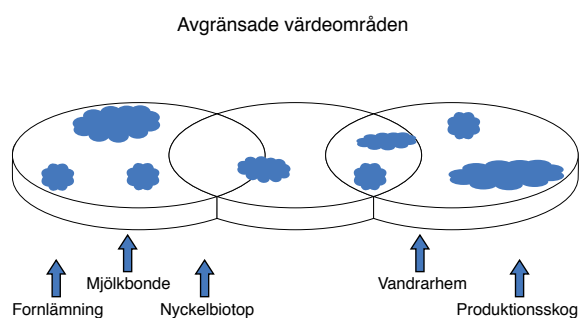 Avgränsade värdeområden
Mjölkbonde
Vandrarhem
Fornlämning
Nyckelbiotop
Produktionsskog